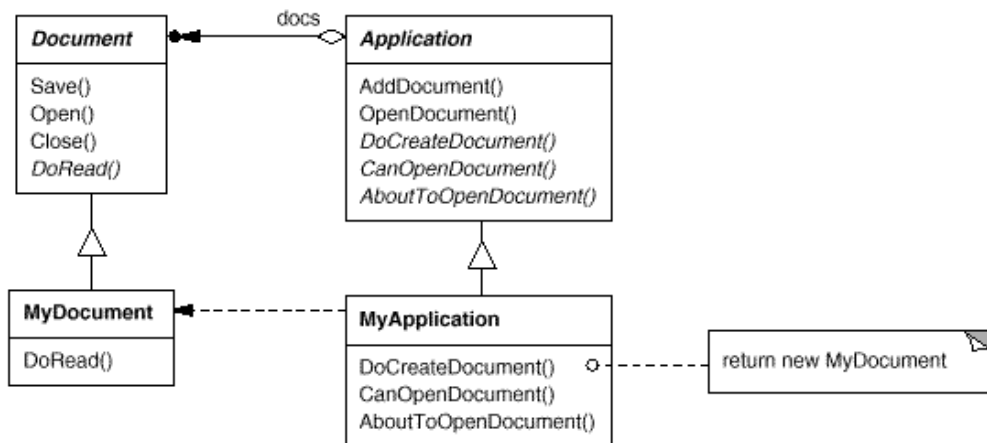 docs
Document
Save()
Open()
Close()
DoRead()
Application
AddDocument()
OpenDocument()
DoCreateDocument()
CanOpenDocument()
AboutToOpenDocument()
MyDocument
DoRead()
MyApplication
DoCreateDocument()
CanOpenDocument()
AboutToOpenDocument()
return new MyDocument